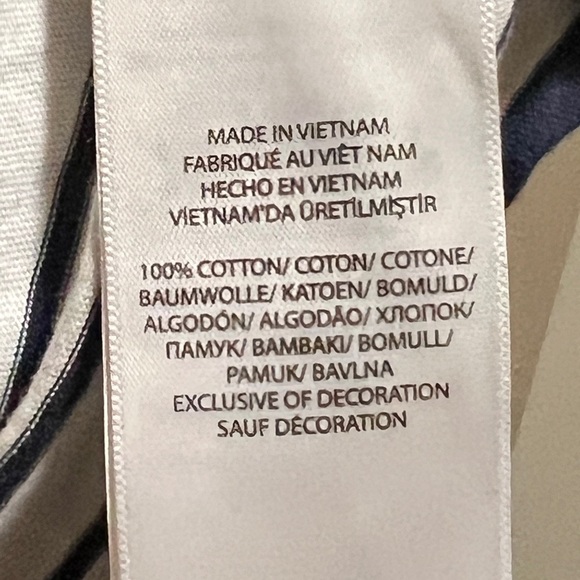 MADE IN VIETNAM
FABRIQUÉ AU VIÊT NAM
HECHO EN VIETNAM
VIETNAM'DA ÜRETİLMİŞTİR
100% COTTON/ COTON/ COTONE/
BAUMWOLLE/ KATOEN/ BOMULD/
ALGODÓN/ ALGODÃO/ ХЛОПОК/
ПАМУК/ BAMBAKI/ BOMULL/
PAMUK/ BAVLNA
EXCLUSIVE OF DECORATION
SAUF DÉCORATION